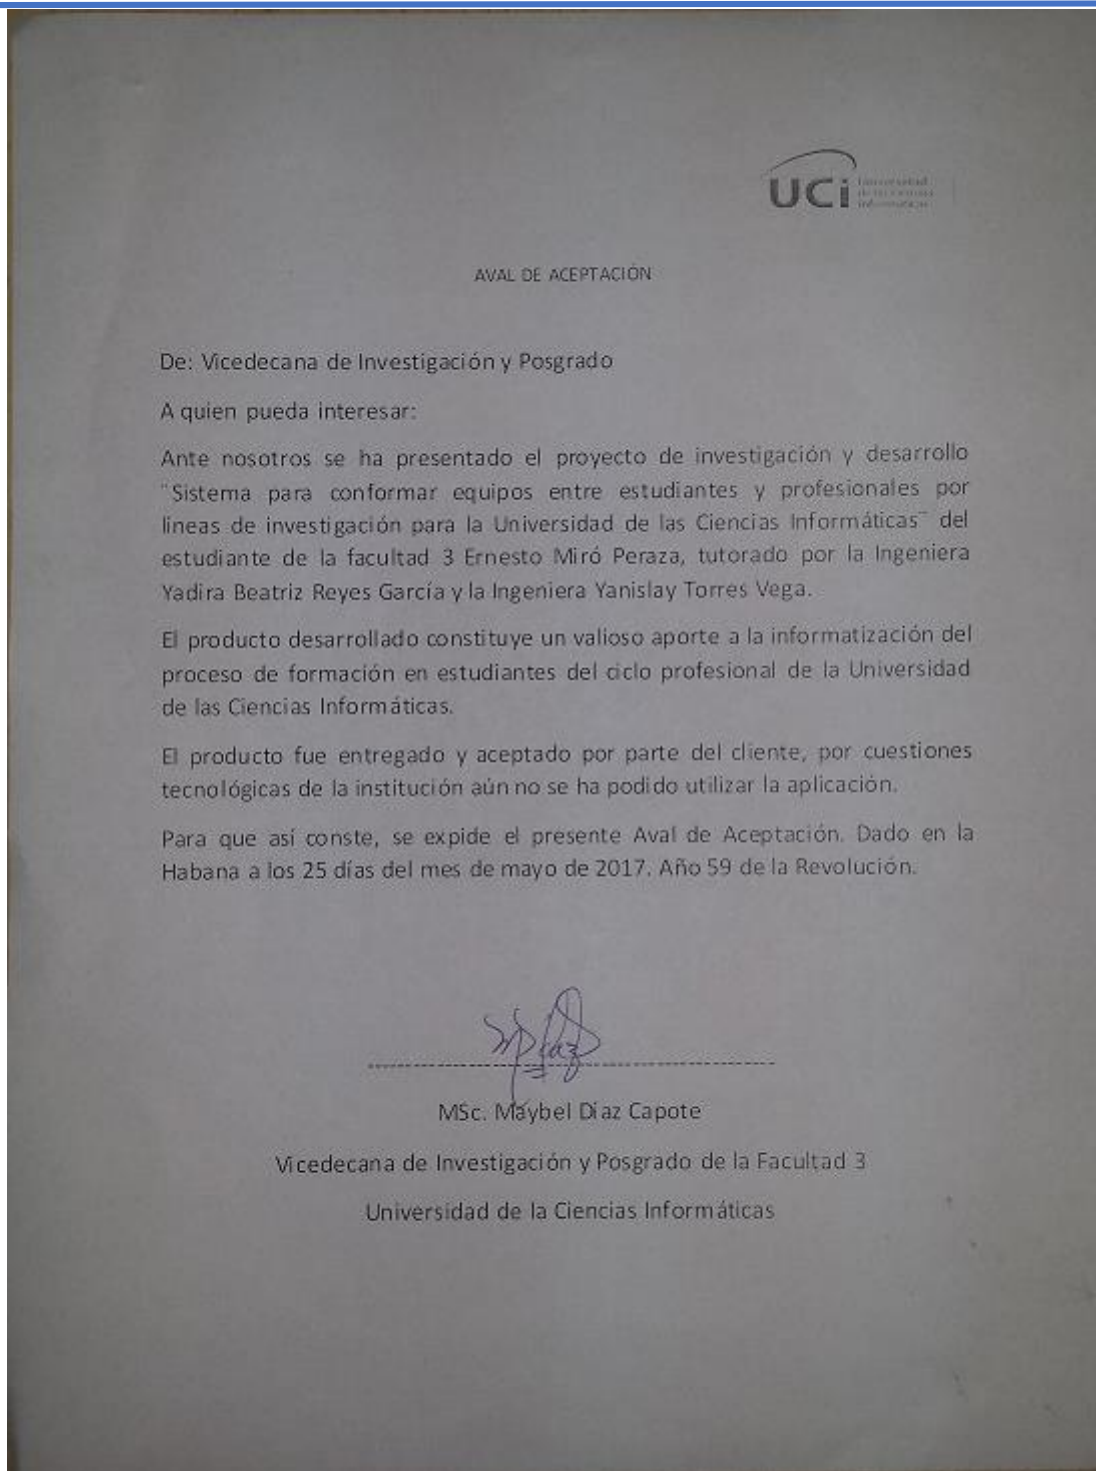 UCi
AVAL DE ACEPTACIÓN
De: Vicedecana de Investigación y Posgrado
A quien pueda interesar:
Ante nosotros se ha presentado el proyecto de investigación y desarrollo
¨Sistema para conformar equipos entre estudiantes y profesionales por
líneas de investigación para la Universidad de las Ciencias Informáticas¨ del
estudiante de la facultad 3 Ernesto Miró Peraza, tutorado por la Ingeniera
Yadira Beatriz Reyes García y la Ingeniera Yanislay Torres Vega.
El producto desarrollado constituye un valioso aporte a la informatización del
proceso de formación en estudiantes del ciclo profesional de la Universidad
de las Ciencias Informáticas.
El producto fue entregado y aceptado por parte del cliente, por cuestiones
tecnológicas de la institución aún no se ha podido utilizar la aplicación.
Para que así conste, se expide el presente Aval de Aceptación. Dado en la
Habana a los 25 días del mes de mayo de 2017. Año 59 de la Revolución.
MSc. Maybel Díaz Capote
Vicedecana de Investigación y Posgrado de la Facultad 3
Universidad de la Ciencias Informáticas